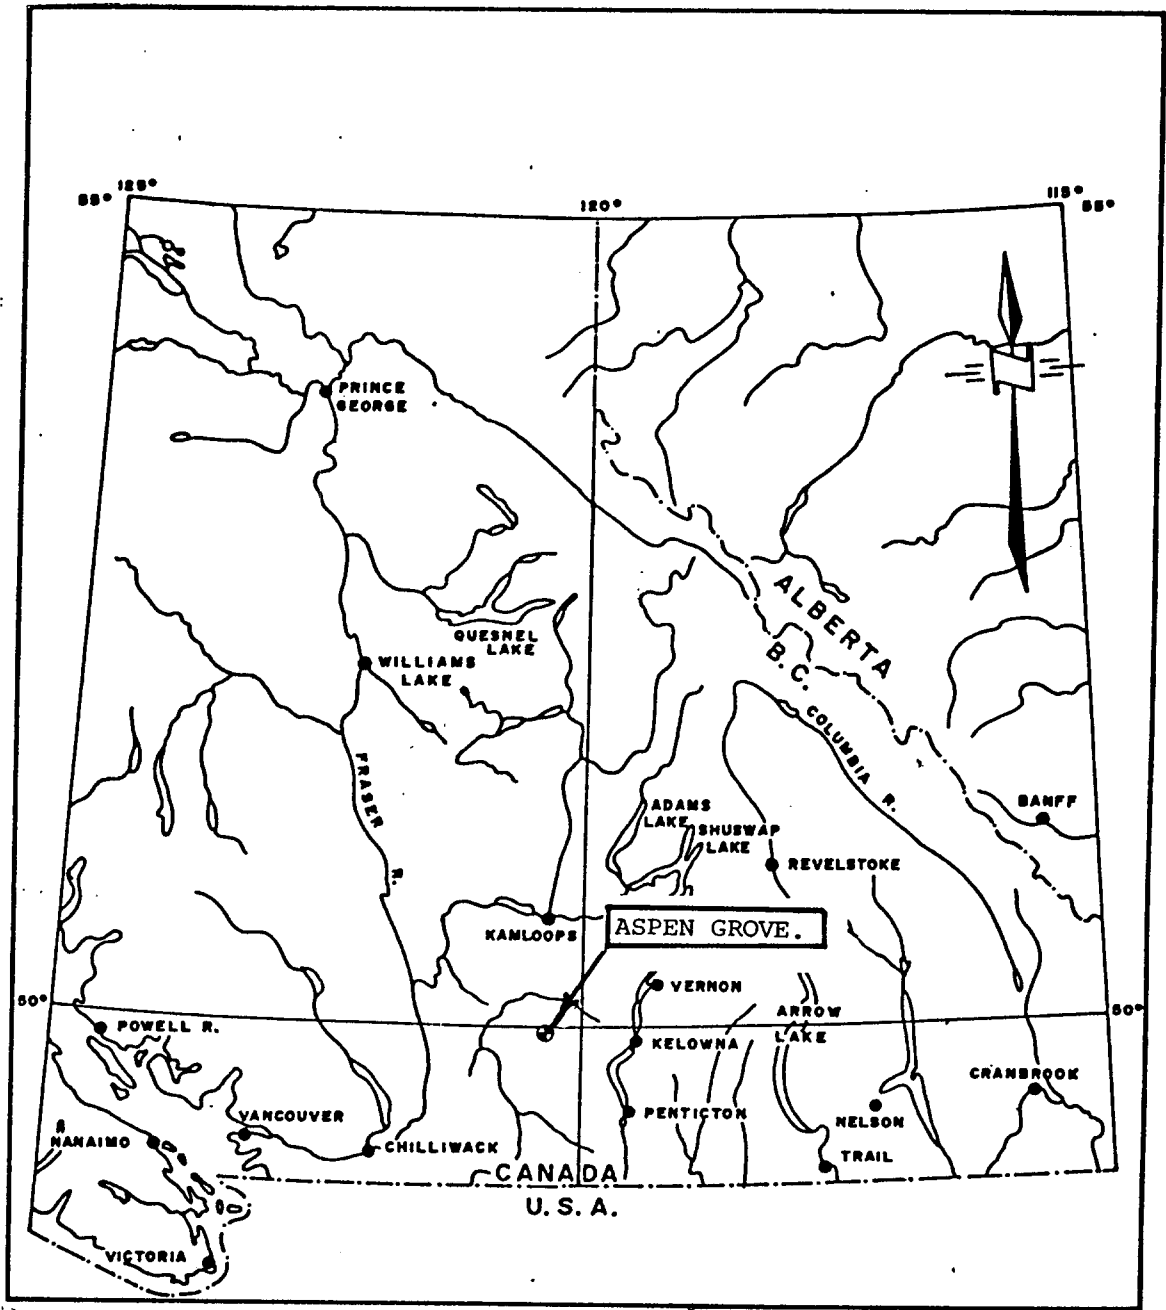 125°
55°
120°
115°
55°
PRINCE
GEORGE
ALBERTA
B.C.
QUESNEL
LAKE
WILLIAMS
LAKE
COLUMBIA R.
FRASER R.
ADAMS
LAKE
SHUSWAP
LAKE
BANFF
REVELSTOKE
KAMLOOPS
ASPEN GROVE.
VERNON
50°
50°
POWELL R.
ARROW
LAKE
KELOWNA
CRANBROOK
VANCOUVER
PENTICTON
NELSON
NANAIMO
CHILLIWACK
TRAIL
CANADA
U.S.A.
VICTORIA